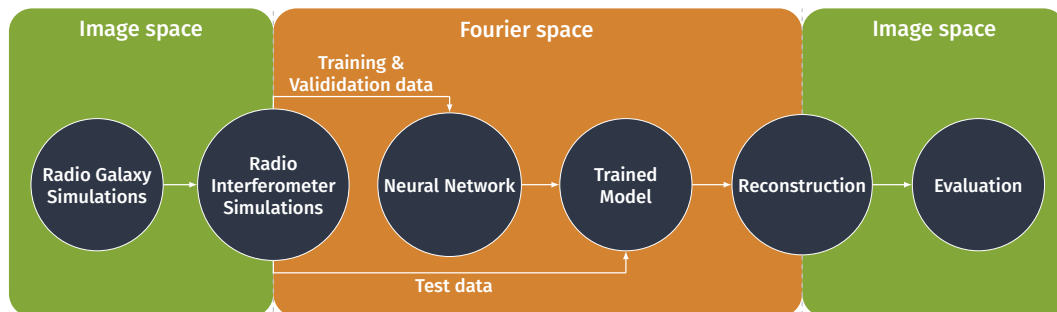 Image space
Fourier space
Image space
Training &
Valididation data
Radio Galaxy
Simulations
Radio
Interferometer
Simulations
Neural Network
Trained
Model
Reconstruction
Evaluation
Test data